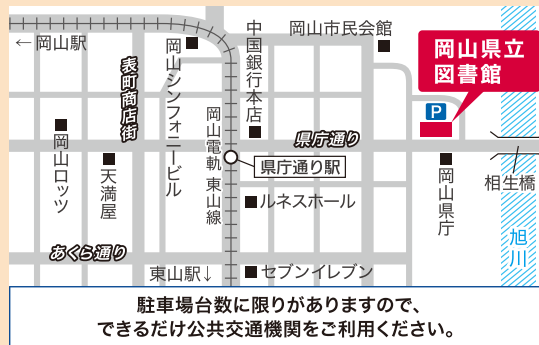 ←岡山駅
表町商店街
岡山シンフォニービル
中国銀行本店
岡山市民会館
岡山県立
図書館
P
岡山ロッツ
天満屋
岡山電軌 東山線
県庁通り
県庁通り駅
ルネスホール
岡山県庁
相生橋
旭川
あくら通り
東山駅↓
セブンイレブン
駐車場台数に限りがありますので、
できるだけ公共交通機関をご利用ください。